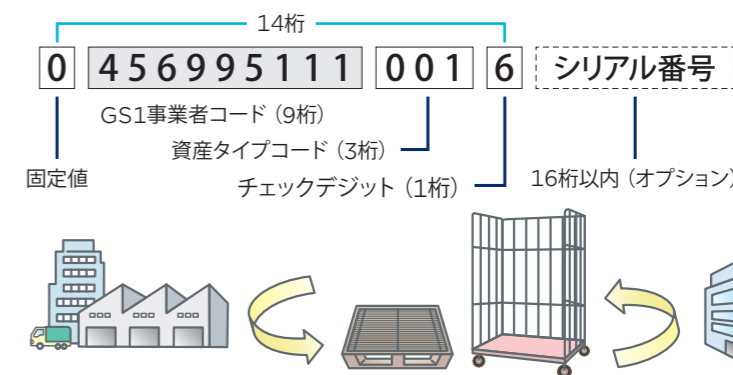 14桁
0 456995111 001 6 シリアル番号
GS1事業者コード（9桁）
資産タイプコード（3桁）
固定値
チェックデジット（1桁）
16桁以内（オプション）